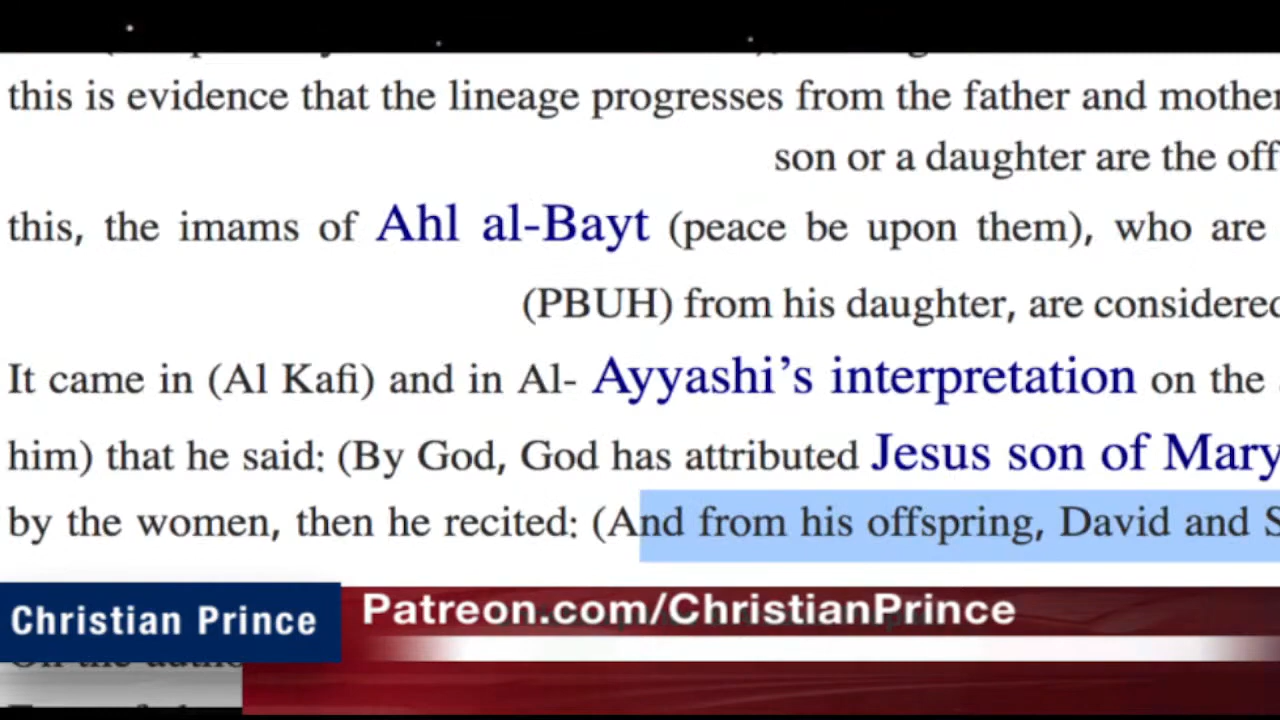 this is evidence that the lineage progresses from the father and mother
son or a daughter are the off
this, the imams of Ahl al-Bayt (peace be upon them), who are
(PBUH) from his daughter, are considered
It came in (Al Kafi) and in Al- Ayyashi’s interpretation on the
him) that he said: (By God, God has attributed Jesus son of Mary
by the women, then he recited: (And from his offspring, David and S
Christian Prince
Patreon.com/ChristianPrince